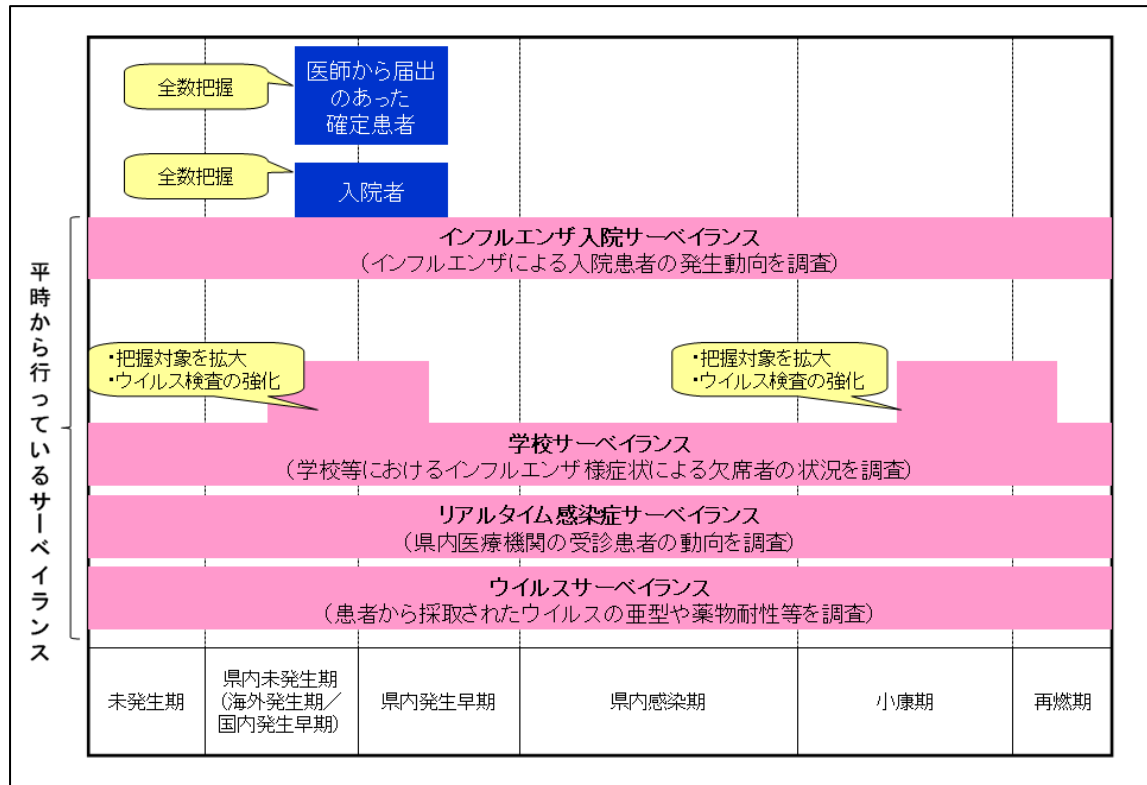 全数把握
医師から届出
のあった
確定患者
全数把握
入院者
平時から行っているサーベイランス
インフルエンザ入院サーベイランス
(インフルエンザによる入院患者の発生動向を調査)
・把握対象を拡大
・ウイルス検査の強化
・把握対象を拡大
・ウイルス検査の強化
学校サーベイランス
(学校等におけるインフルエンザ様症状による欠席者の状況を調査)
リアルタイム感染症サーベイランス
(県内医療機関の受診患者の動向を調査)
ウイルスサーベイランス
(患者から採取されたウイルスの亜型や薬物耐性等を調査)
未発生期
県内未発生期
(海外発生期/
国内発生早期)
県内発生早期
県内感染期
小康期
再燃期